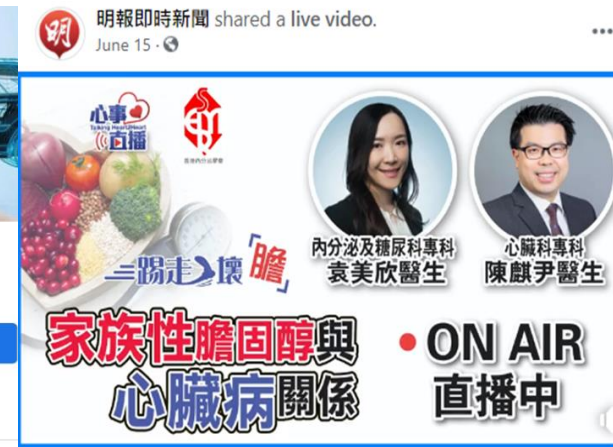 明報即時新聞 shared a live video.
June 15
明
心事
Talking Heart2Heart
直播
內分泌及糖尿科專科
袁美欣醫生
心臟科專科
陳麒尹醫生
一踢走壞「膽」
家族性膽固醇與
心臟病關係
ON AIR
直播中